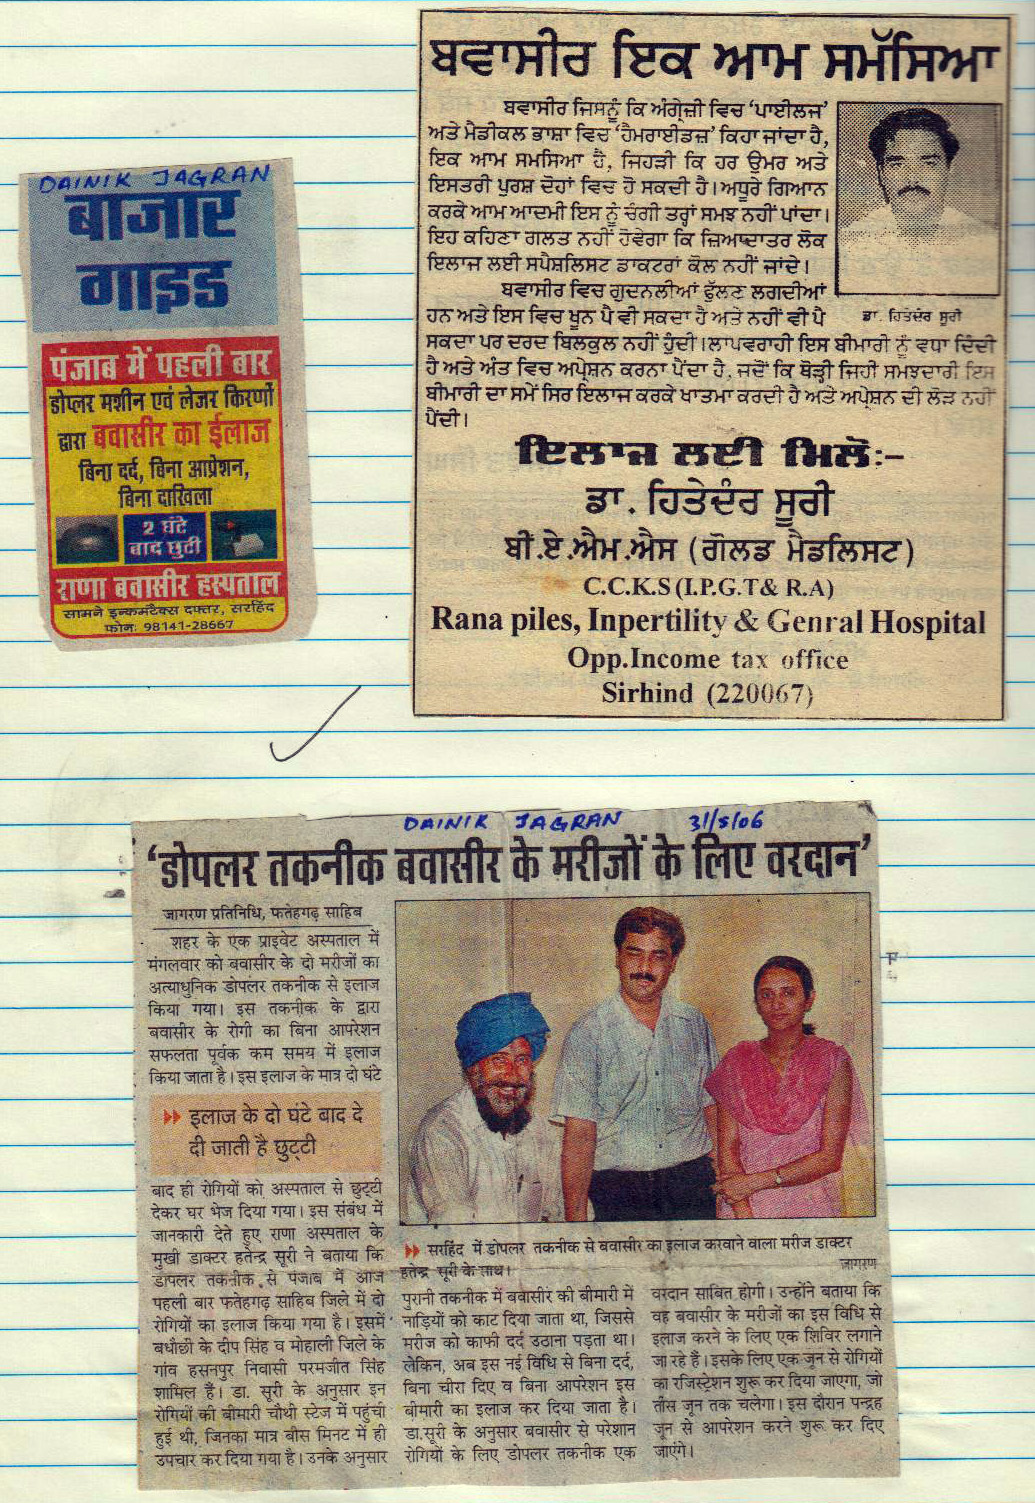 DAINIK JAGRAN
बाजार
गाइड
पंजाब में पहली बार
डोप्लर मशीन एवं लेजर किरणों
द्वारा बवासीर का ईलाज
बिना दर्द, बिना आप्रेशन,
बिना दाखिला
2 घंटे
बाद छुटी
राणा बवासीर हस्पताल
सामने इन्कमटैक्स दफ्तर, सरहिंद
फोन: 98141-28667
ਬਵਾਸੀਰ ਇਕ ਆਮ ਸਮੱਸਿਆ
ਬਵਾਸੀਰ ਜਿਸਨੂੰ ਕਿ ਅੰਗ੍ਰੇਜ਼ੀ ਵਿਚ ‘ਪਾਈਲਜ’
ਅਤੇ ਮੈਡੀਕਲ ਭਾਸ਼ਾ ਵਿਚ ‘ਹੈਮਰਾਈਡਜ਼’ ਕਿਹਾ ਜਾਂਦਾ ਹੈ,
ਇਕ ਆਮ ਸਮਸਿਆ ਹੈ, ਜਿਹੜੀ ਕਿ ਹਰ ਉਮਰ ਅਤੇ
ਇਸਤਰੀ ਪੁਰਸ਼ ਦੋਹਾਂ ਵਿਚ ਹੋ ਸਕਦੀ ਹੈ। ਅਧੂਰੇ ਗਿਆਨ
ਕਰਕੇ ਆਮ ਆਦਮੀ ਇਸ ਨੂੰ ਚੰਗੀ ਤਰ੍ਹਾਂ ਸਮਝ ਨਹੀਂ ਪਾਂਦਾ।
ਇਹ ਕਹਿਣਾ ਗਲਤ ਨਹੀਂ ਹੋਵੇਗਾ ਕਿ ਜ਼ਿਆਦਾਤਰ ਲੋਕ
ਇਲਾਜ ਲਈ ਸਪੈਸ਼ਲਿਸਟ ਡਾਕਟਰਾਂ ਕੋਲ ਨਹੀਂ ਜਾਂਦੇ।
ਬਵਾਸੀਰ ਵਿਚ ਗੁਦਨਲੀਆਂ ਫੁੱਲਣ ਲਗਦੀਆਂ
ਹਨ ਅਤੇ ਇਸ ਵਿਚ ਖੂਨ ਪੈ ਵੀ ਸਕਦਾ ਹੈ ਅਤੇ ਨਹੀਂ ਵੀ ਪੈ
ਡਾ. ਹਿਤੇਦੰਰ ਸੂਰੀ
ਸਕਦਾ ਪਰ ਦਰਦ ਬਿਲਕੁਲ ਨਹੀਂ ਹੁੰਦੀ। ਲਾਪਰਵਾਹੀ ਇਸ ਬੀਮਾਰੀ ਨੂੰ ਵਧਾ ਦਿੰਦੀ
ਹੈ ਅਤੇ ਅੰਤ ਵਿਚ ਅਪ੍ਰੇਸ਼ਨ ਕਰਨਾ ਪੈਂਦਾ ਹੈ, ਜਦੋਂ ਕਿ ਥੋੜ੍ਹੀ ਜਿਹੀ ਸਮਝਦਾਰੀ ਇਸ
ਬੀਮਾਰੀ ਦਾ ਸਮੇਂ ਸਿਰ ਇਲਾਜ ਕਰਕੇ ਖਾਤਮਾ ਕਰਦੀ ਹੈ ਅਤੇ ਅਪ੍ਰੇਸ਼ਨ ਦੀ ਲੋੜ ਨਹੀਂ
ਪੈਂਦੀ।
ਇਲਾਜ ਲਈ ਮਿਲੋ:–
ਡਾ. ਹਿਤੇਦੰਰ ਸੂਰੀ
ਬੀ.ਏ.ਐਮ.ਐਸ (ਗੋਲਡ ਮੈਡਲਿਸਟ)
C.C.K.S (I.P.G.T& R.A)
Rana piles, Inpertility & Genral Hospital
Opp.Income tax office
Sirhind (220067)
DAINIK JAGRAN 31/5/06
‘डोपलर तकनीक बवासीर के मरीजों के लिए वरदान’
जागरण प्रतिनिधि, फतेहगढ़ साहिब
शहर के एक प्राइवेट अस्पताल में
मंगलवार को बवासीर के दो मरीजों का
अत्याधुनिक डोपलर तकनीक से इलाज
किया गया। इस तकनीक के द्वारा
बवासीर के रोगी का बिना आपरेशन
सफलता पूर्वक कम समय में इलाज
किया जाता है। इस इलाज के मात्र दो घंटे
इलाज के दो घंटे बाद दे
दी जाती है छुट्टी
बाद ही रोगियों को अस्पताल से छुट्टी
देकर घर भेज दिया गया। इस संबंध में
जानकारी देते हुए राणा अस्पताल के
मुखी डाक्टर हतेन्द्र सूरी ने बताया कि
डोपलर तकनीक से पंजाब में आज
पहली बार फतेहगढ़ साहिब जिले में दो
रोगियों का इलाज किया गया है। इसमें
बधौछी के दीप सिंह व मोहाली जिले के
गांव हसनपुर निवासी परमजीत सिंह
शामिल हैं। डा. सूरी के अनुसार इन
रोगियों की बीमारी चौथी स्टेज में पहुंची
हुई थी, जिनका मात्र बीस मिनट में ही
उपचार कर दिया गया है। उनके अनुसार
सरहिंद में डोपलर तकनीक से बवासीर का इलाज करवाने वाला मरीज डाक्टर
हतेन्द्र सूरी के साथ।
जागरण
पुरानी तकनीक में बवासीर की बीमारी में
नाड़ियों को काट दिया जाता था, जिससे
मरीज को काफी दर्द उठाना पड़ता था।
लेकिन, अब इस नई विधि से बिना दर्द,
बिना चीरा दिए व बिना आपरेशन इस
बीमारी का इलाज कर दिया जाता है।
डा.सूरी के अनुसार बवासीर से परेशान
रोगियों के लिए डोपलर तकनीक एक
वरदान साबित होगी। उन्होंने बताया कि
वह बवासीर के मरीजों का इस विधि से
इलाज करने के लिए एक शिविर लगाने
जा रहे हैं। इसके लिए एक जून से रोगियों
का रजिस्ट्रेशन शुरू कर दिया जाएगा, जो
तीस जून तक चलेगा। इस दौरान पन्द्रह
जून से आपरेशन करने शुरू कर दिए
जाएंगे।